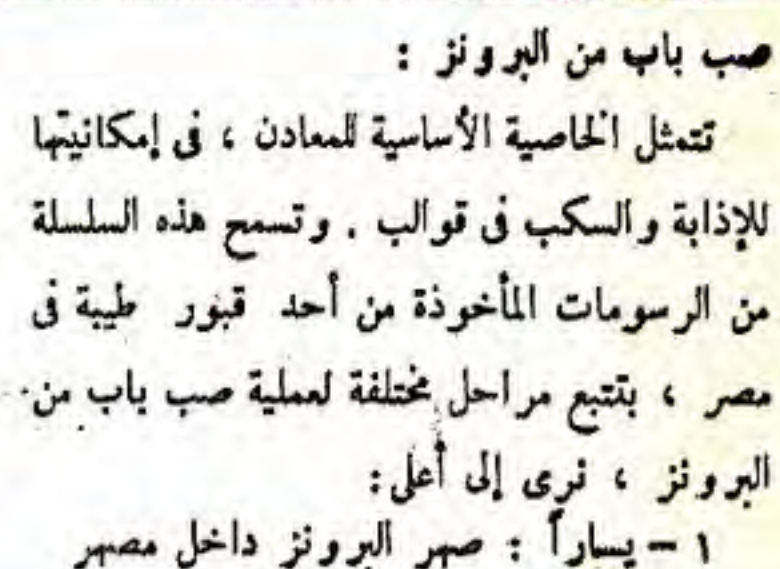 صب باب من البرونز :
تتمثل الخاصية الأساسية للمعادن ، فى إمكانيتها
للإذابة والسكب فى قوالب . وتسمح هذه السلسلة
من الرسومات المأخوذة من أحد قبور طيبة فى
مصر ، بتتبع مراحل مختلفة لعملية صب باب من
البرونز ، نرى إلى أعلى :
١ – يساراً : صهر البرونز داخل مصهر